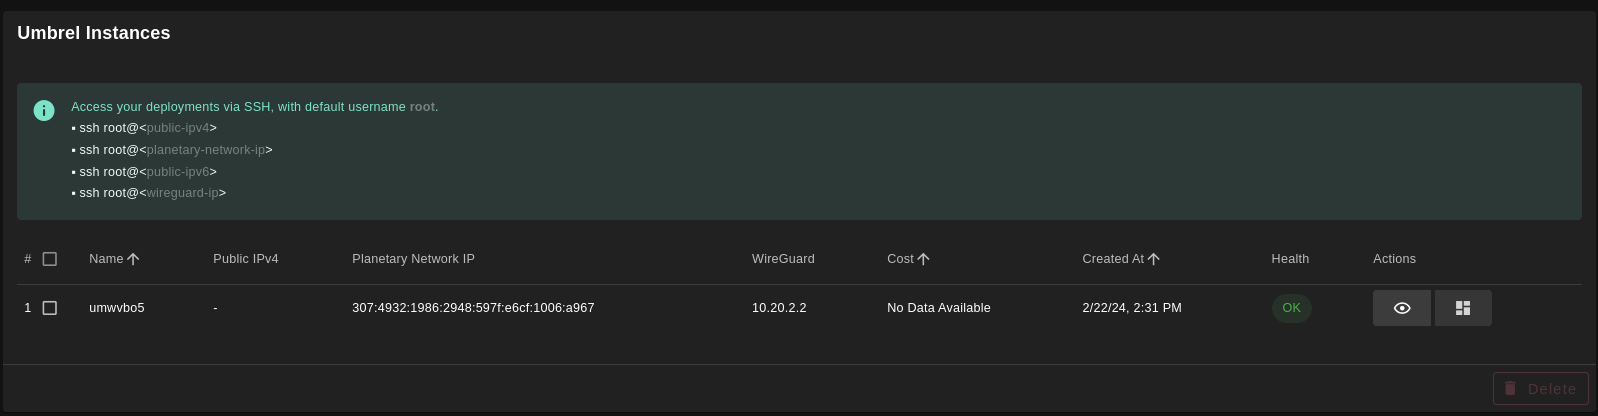 Umbrel Instances
Access your deployments via SSH, with default username root.
▪ ssh root@<public-ipv4>
▪ ssh root@<planetary-network-ip>
▪ ssh root@<public-ipv6>
▪ ssh root@<wireguard-ip>
# Name Public IPv4 Planetary Network IP WireGuard Cost Created At Health Actions
1 umwvbo5 - 307:4932:1986:2948:597f:e6cf:1006:a967 10.20.2.2 No Data Available 2/22/24, 2:31 PM OK
Delete